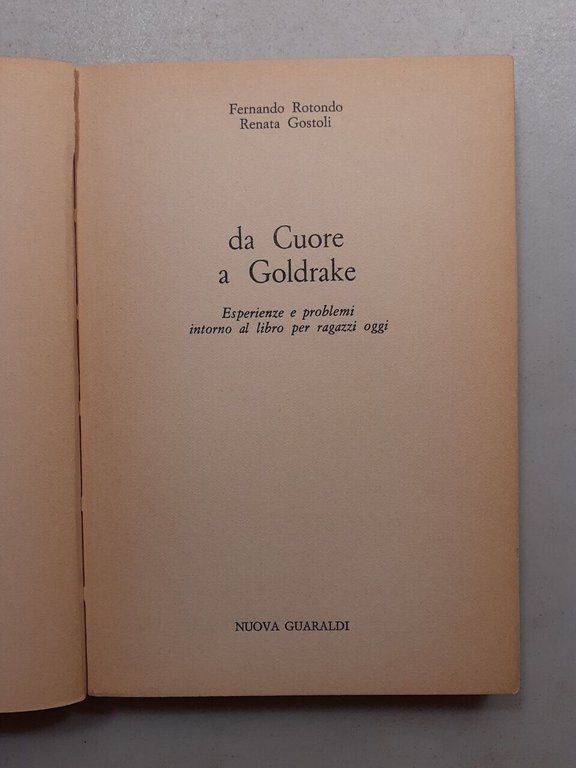 Fernando Rotondo
Renata Gostoli
da Cuore
a Goldrake
Esperienze e problemi
intorno al libro per ragazzi oggi
NUOVA GUARALDI